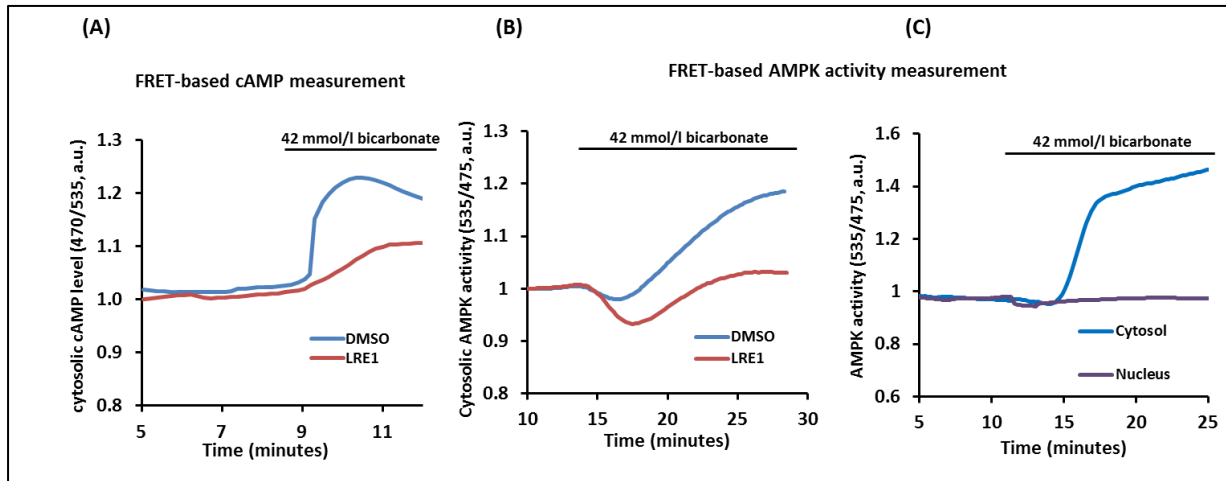 (A)
(B)
(C)
FRET-based cAMP measurement
FRET-based AMPK activity measurement
42 mmol/l bicarbonate
cytosolic cAMP level (470/535, a.u.)
1.3
1.2
1.1
1.0
0.9
0.8
5
7
9
11
Time (minutes)
DMSO
LRE1
42 mmol/l bicarbonate
Cytosolic AMPK activity (535/475, a.u.)
1.3
1.2
1.1
1
0.9
0.8
10
15
20
25
30
Time (minutes)
DMSO
LRE1
42 mmol/l bicarbonate
AMPK activity (535/475, a.u.)
1.6
1.4
1.2
1
0.8
0.6
5
10
15
20
25
Time (minutes)
Cytosol
Nucleus